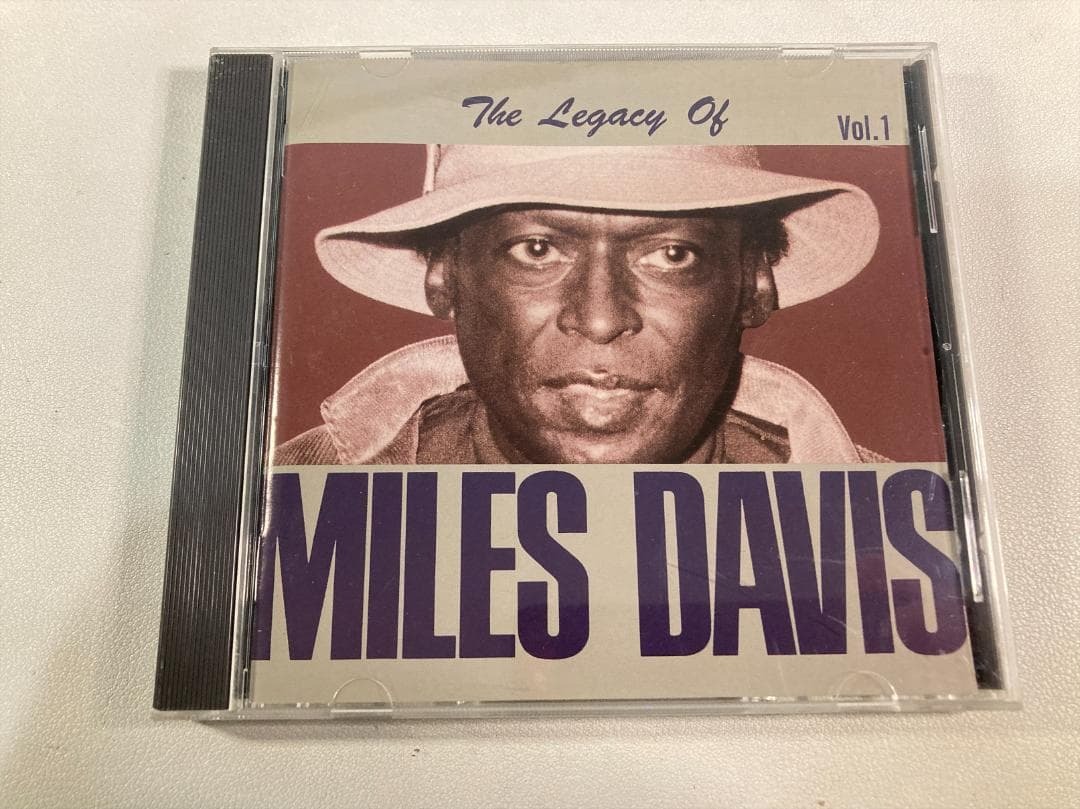 The Legacy Of
Vol.1
MILES DAVIS